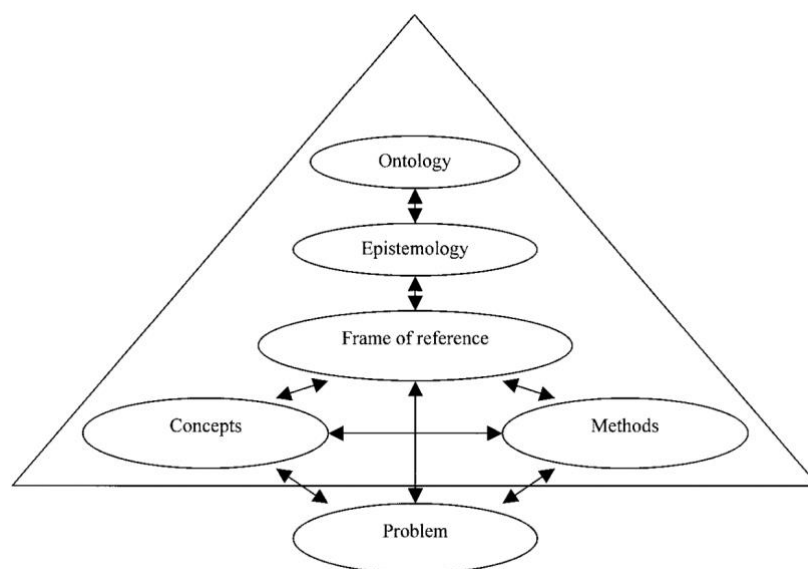 Ontology
Epistemology
Frame of reference
Concepts
Methods
Problem